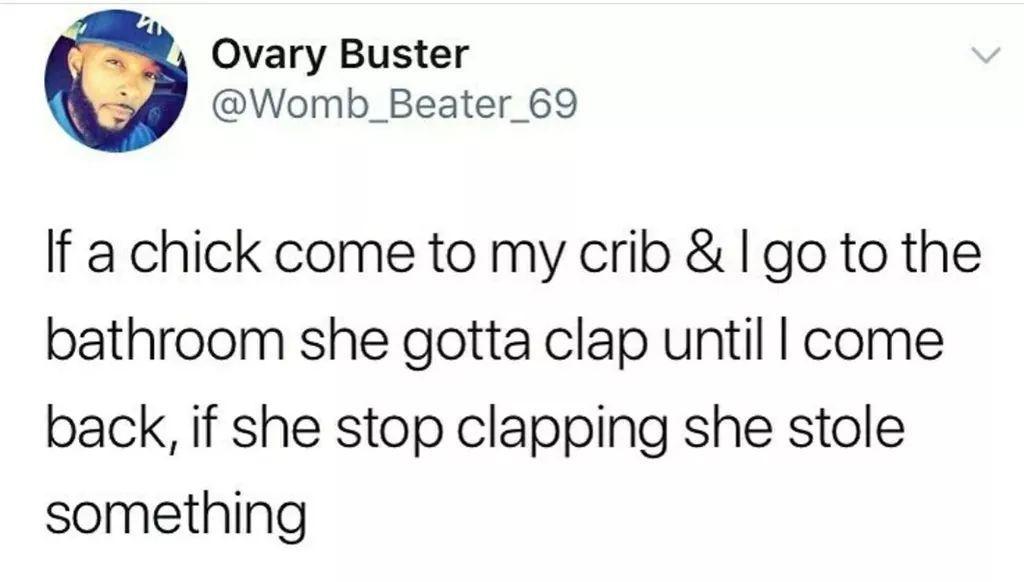 Ovary Buster
@Womb_Beater_69
If a chick come to my crib & I go to the
bathroom she gotta clap until I come
back, if she stop clapping she stole
something